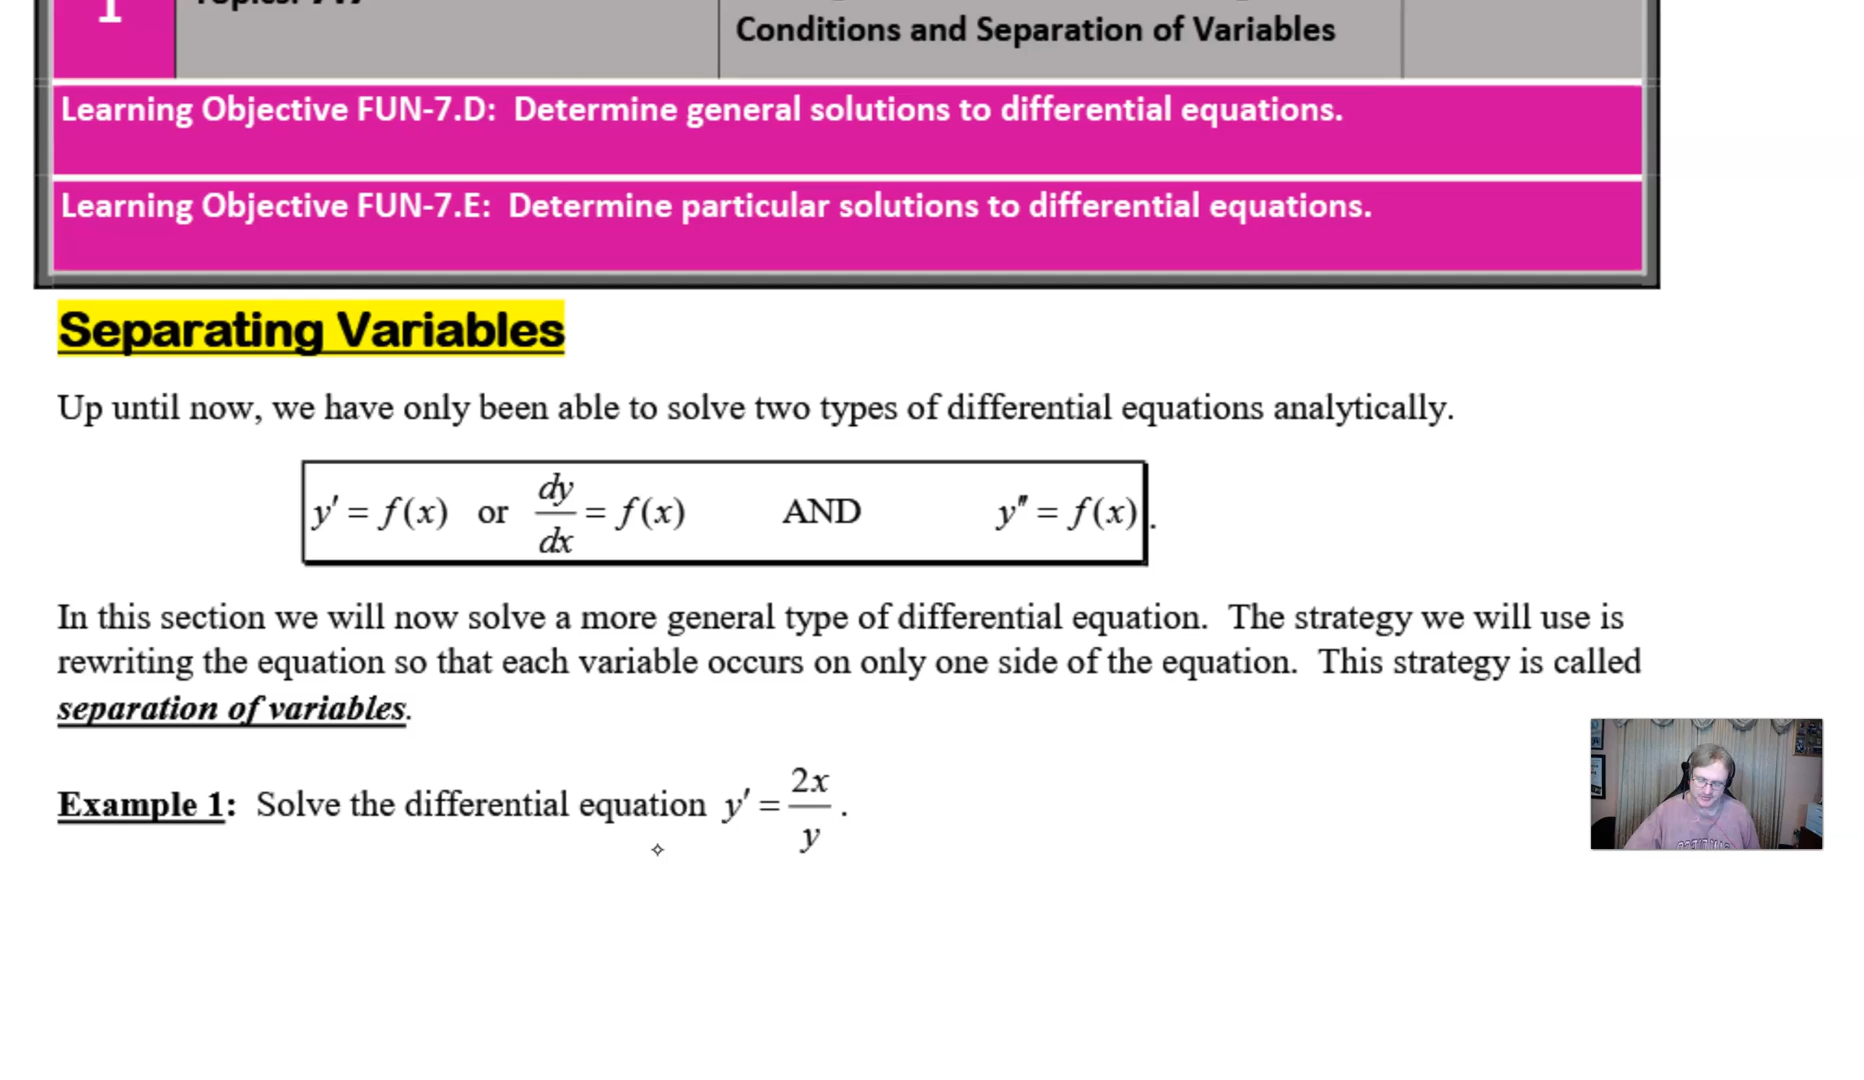 1
Conditions and Separation of Variables
Learning Objective FUN-7.D: Determine general solutions to differential equations.
Learning Objective FUN-7.E: Determine particular solutions to differential equations.
Separating Variables
Up until now, we have only been able to solve two types of differential equations analytically.
y' = f(x) or dy/dx = f(x) AND y" = f(x).
In this section we will now solve a more general type of differential equation. The strategy we will use is
rewriting the equation so that each variable occurs on only one side of the equation. This strategy is called
separation of variables.
Example 1: Solve the differential equation y' = 2x/y.